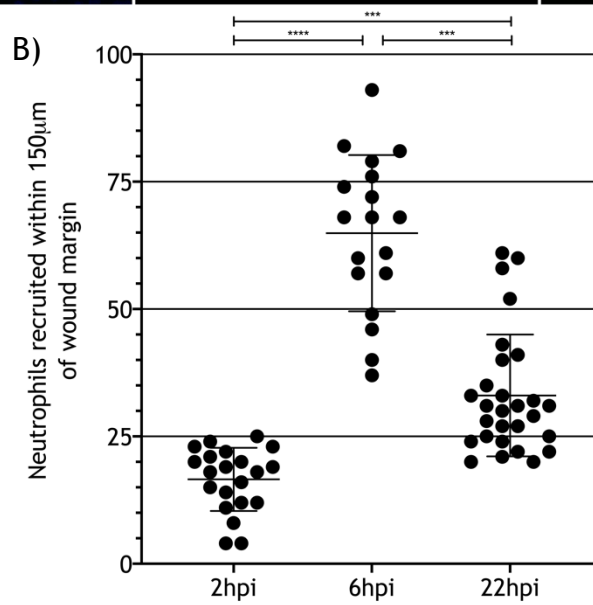 B)
***
**** ***
Neutrophils recruited within 150µm
of wound margin
100
75
50
25
0
2hpi 6hpi 22hpi